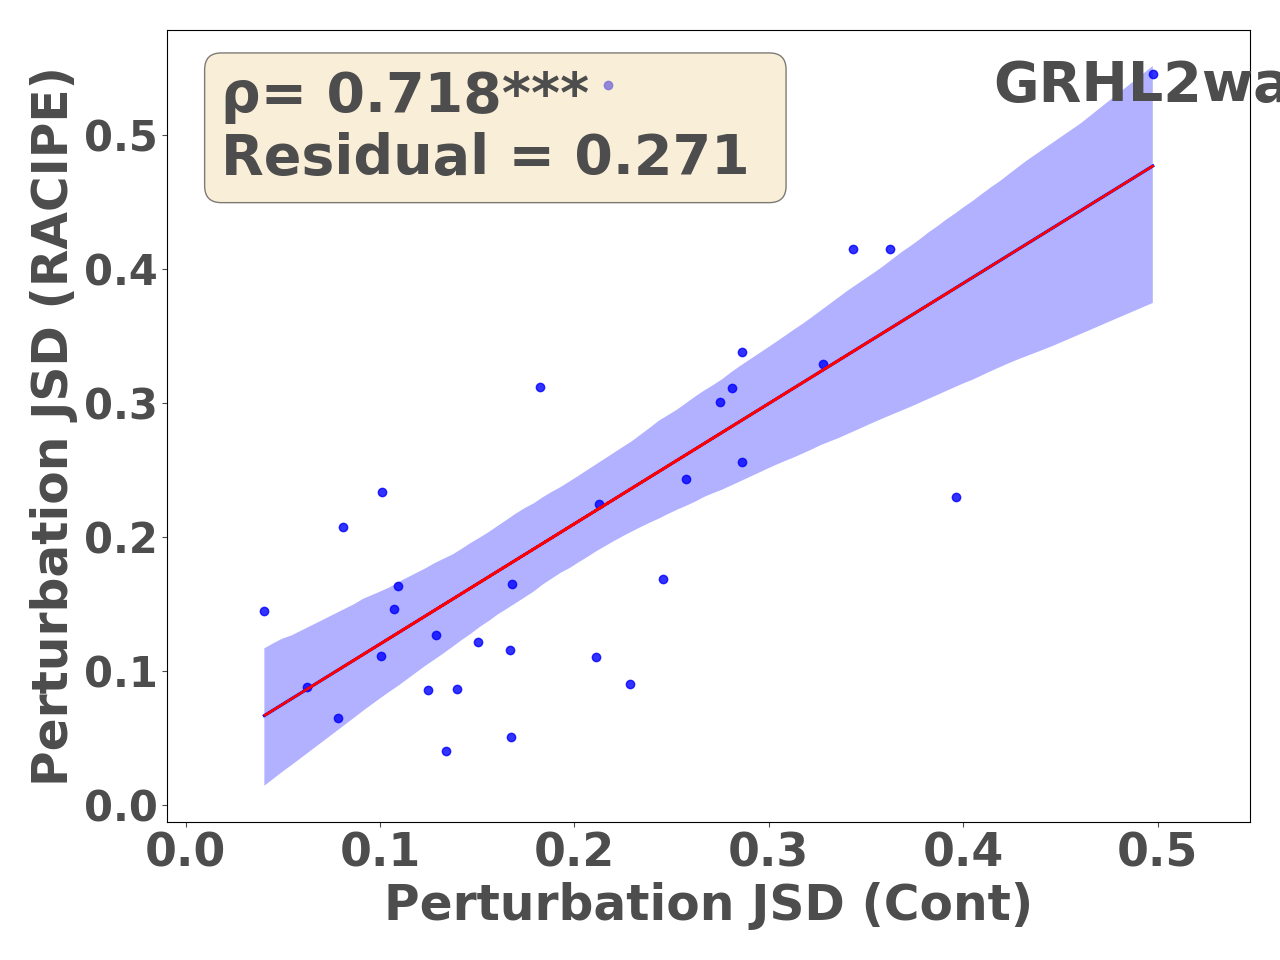 ρ= 0.718***
Residual = 0.271
GRHL2wa
Perturbation JSD (RACIPE)
0.5
0.4
0.3
0.2
0.1
0.0
0.0 0.1 0.2 0.3 0.4 0.5
Perturbation JSD (Cont)